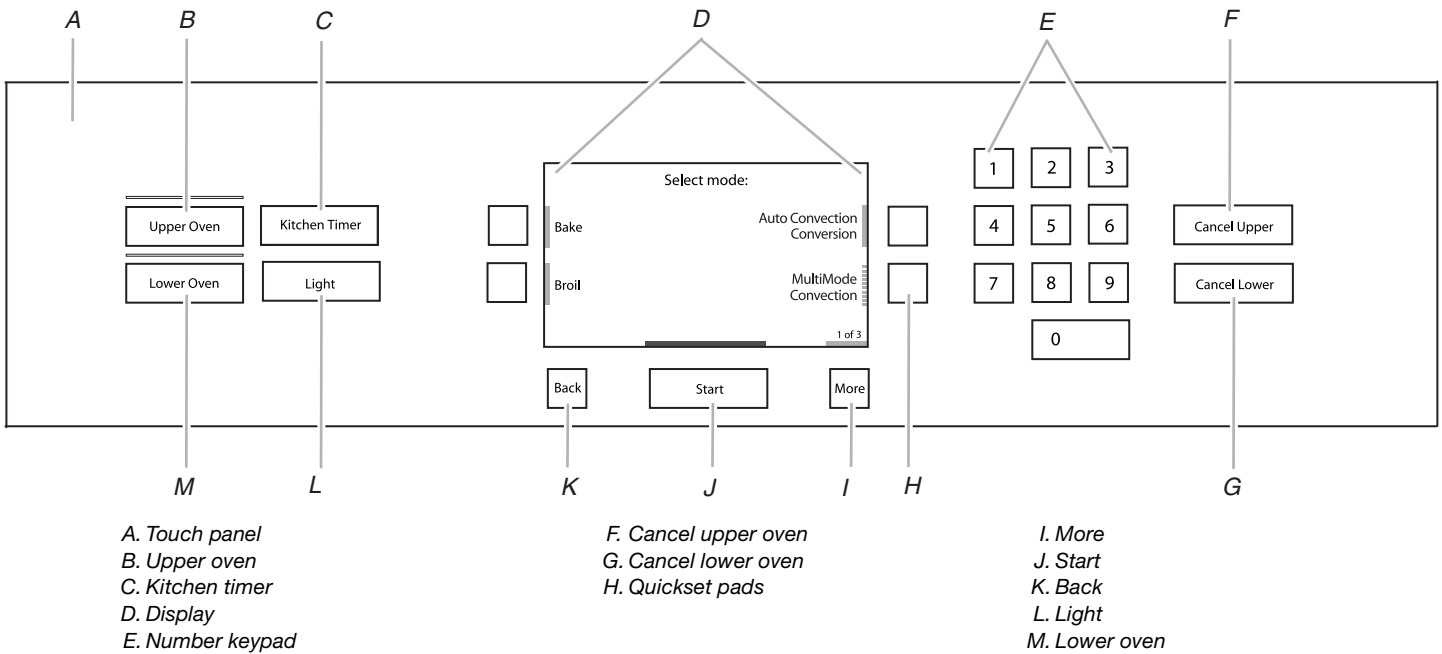 A B C D E F
Select mode:
1 2 3
Upper Oven Kitchen Timer Bake Auto Convection
Conversion 4 5 6 Cancel Upper
Lower Oven Light Broil MultiMode
Convection 7 8 9 Cancel Lower
1 of 3
0
Back Start More
M L K J I H G
A. Touch panel
B. Upper oven
C. Kitchen timer
D. Display
E. Number keypad
F. Cancel upper oven
G. Cancel lower oven
H. Quickset pads
I. More
J. Start
K. Back
L. Light
M. Lower oven